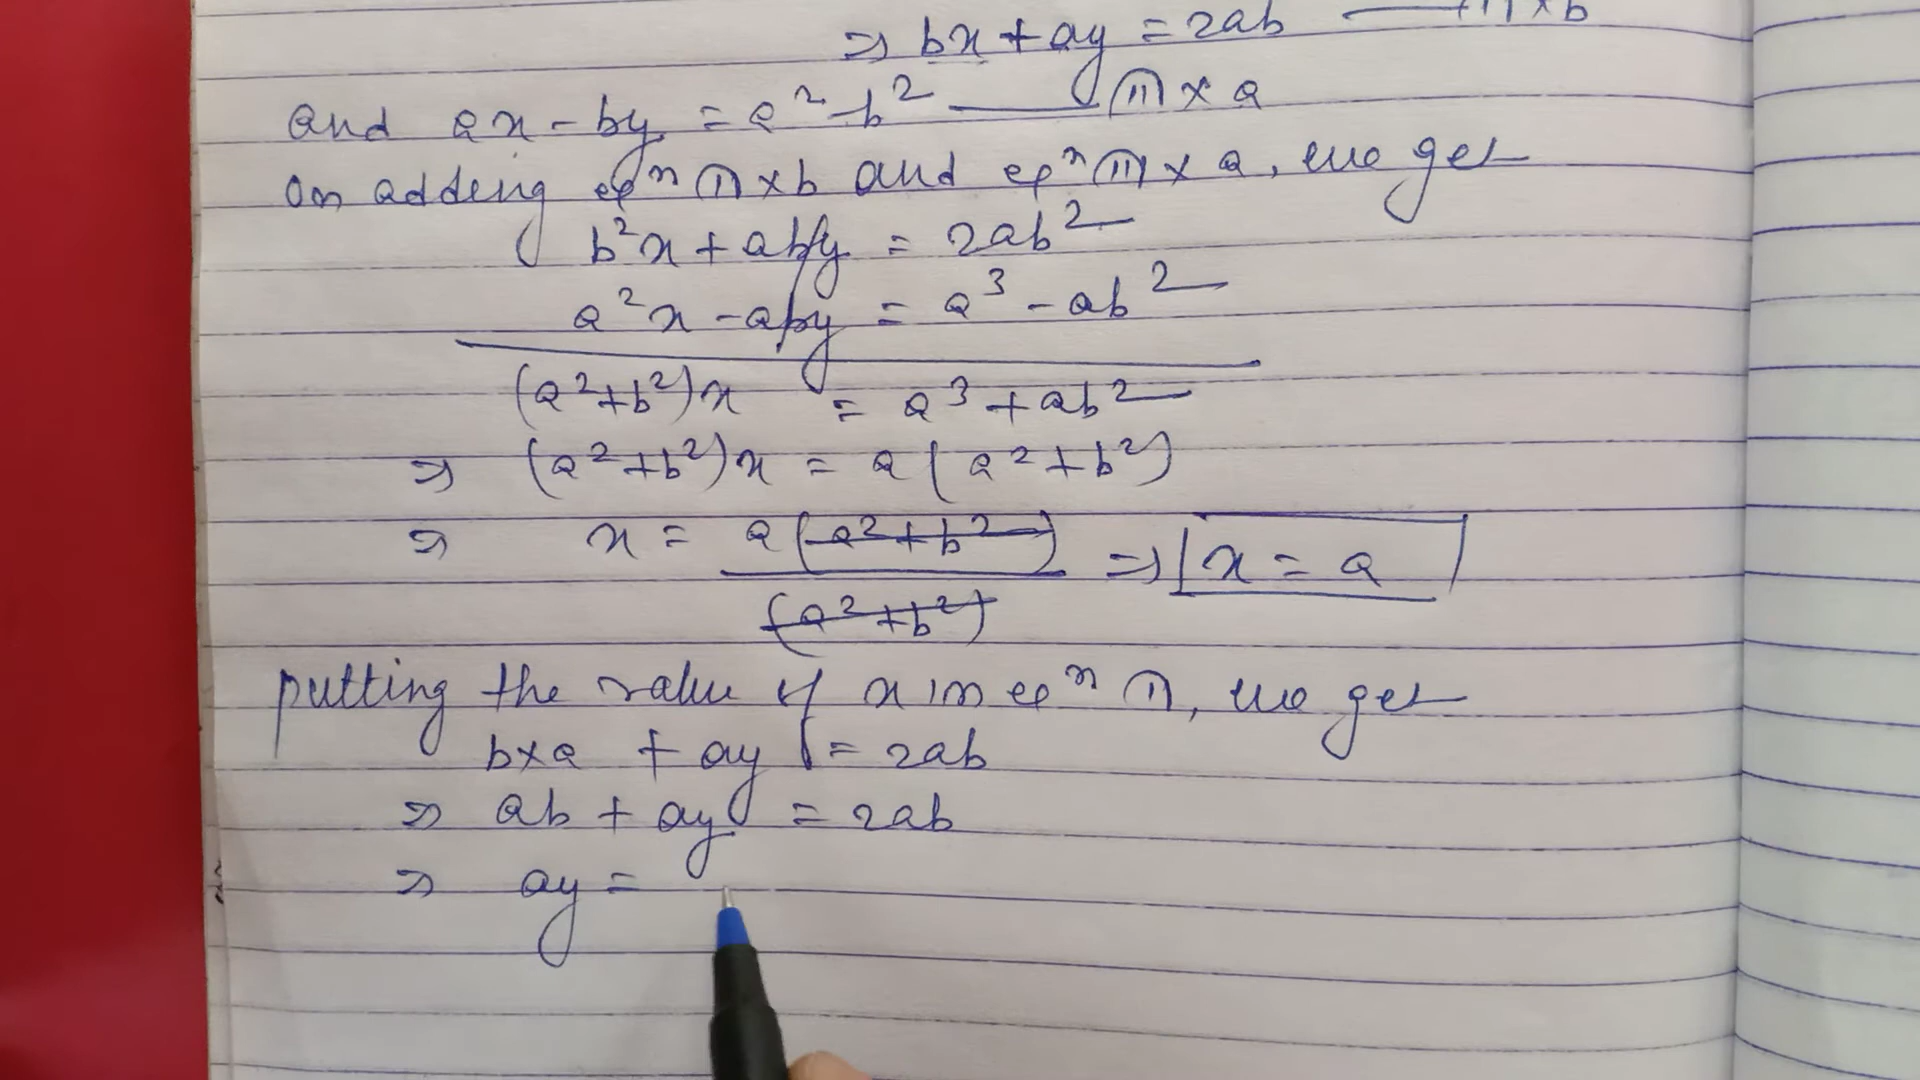 ⇒ bx + ay = 2ab —— (i) × b
and ax - by = a² - b² —— (ii) × a
On adding eqⁿ (i) × b and eqⁿ (ii) × a, we get
b²x + aby = 2ab²
a²x - aby = a³ - ab²
(a²+b²)x = a³ + ab²
⇒ (a²+b²)x = a(a²+b²)
⇒ x = a(a²+b²) / (a²+b²) ⇒ x = a
putting the value of x in eqⁿ (i), we get
b×a + ay = 2ab
⇒ ab + ay = 2ab
⇒ ay =